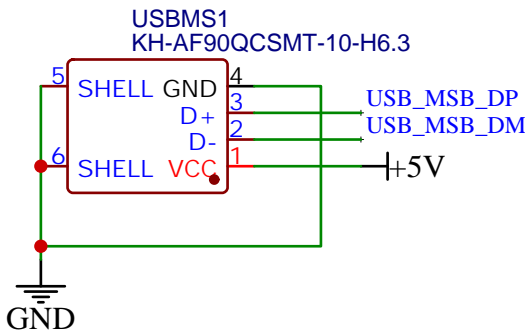 USBMS1
KH-AF90QCSMT-10-H6.3
5 SHELL GND 4
D+ 3 USB_MSB_DP
D- 2 USB_MSB_DM
6 SHELL VCC 1 +5V
GND